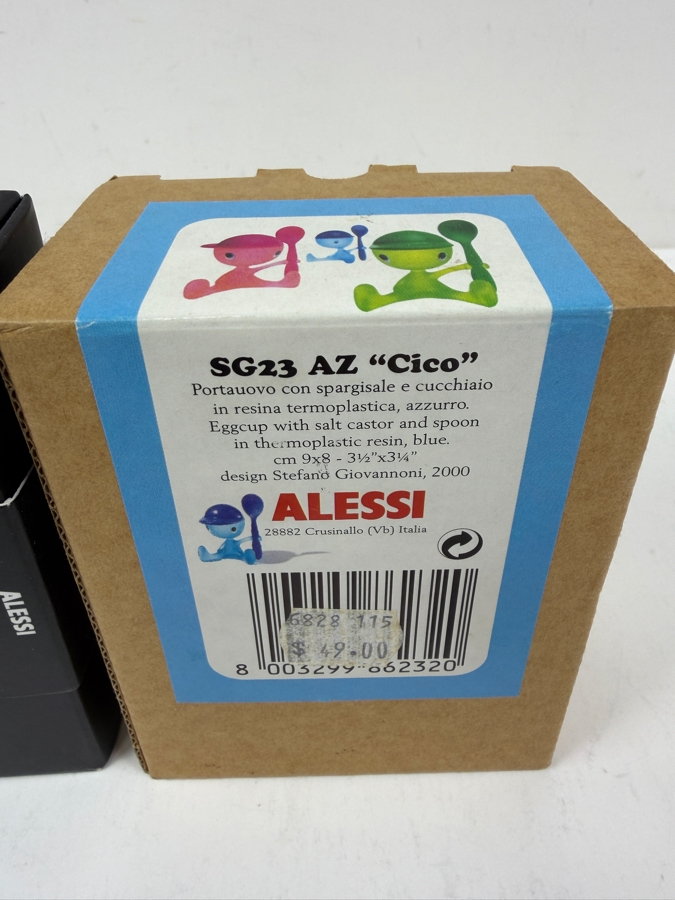 SG23 AZ “Cico”
Portauovo con spargisale e cucchiaio
in resina termoplastica, azzurro.
Eggcup with salt castor and spoon
in thermoplastic resin, blue.
cm 9x8 - 3½”x3¼”
design Stefano Giovannoni, 2000
ALESSI
28882 Crusinallo (Vb) Italia
6828 115
$ 49.00
8 003299 862320
ALESSI